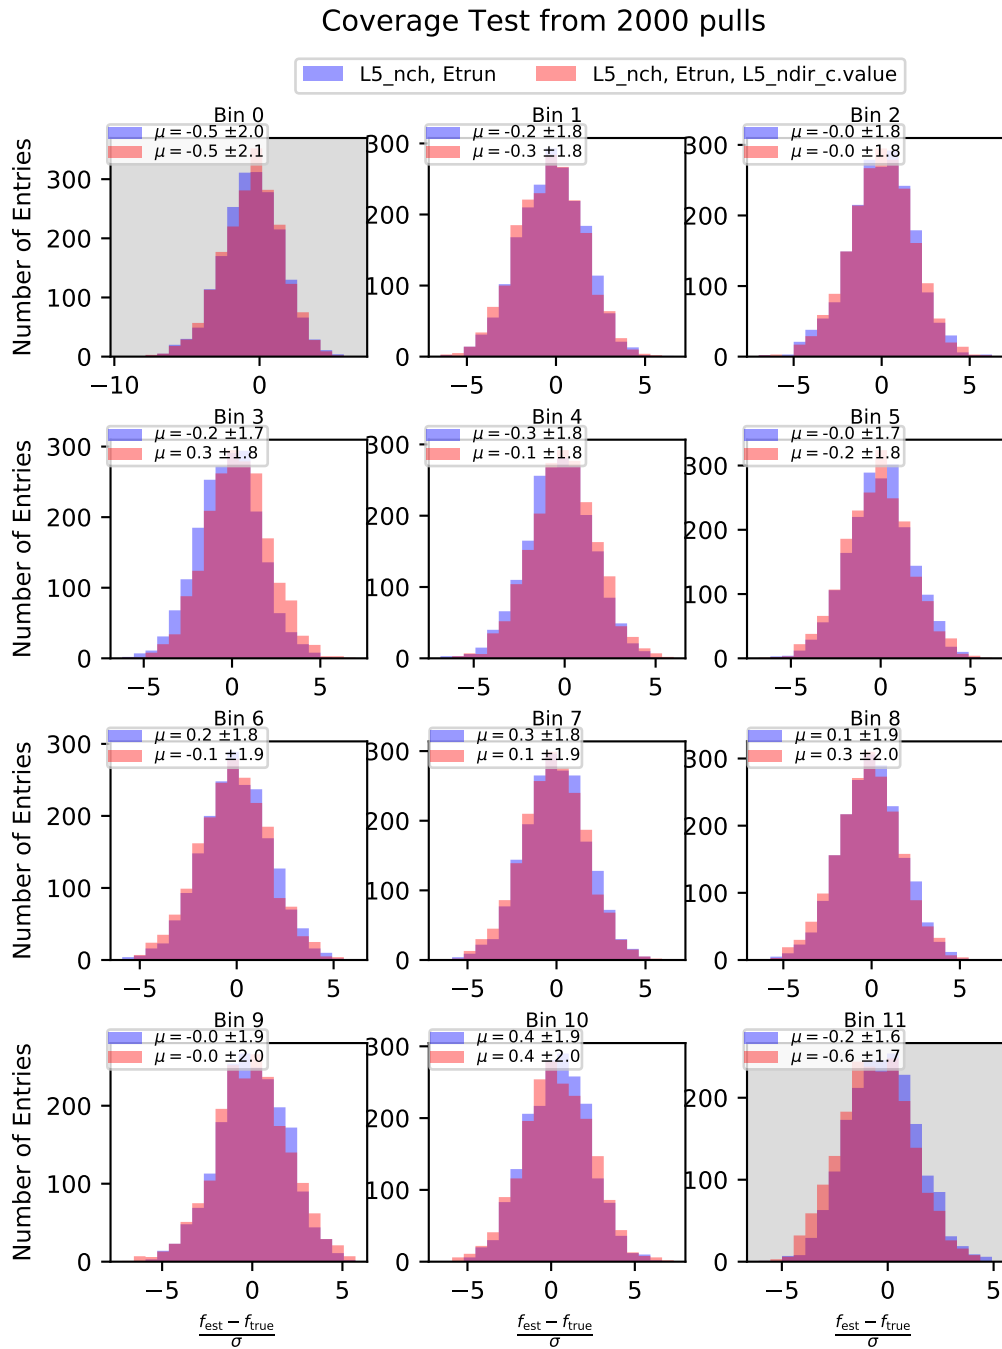 Coverage Test from 2000 pulls
L5_nch, Etrun L5_nch, Etrun, L5_ndir_c.value
Bin 0 Bin 1 Bin 2
μ = -0.5 ±2.0 μ = -0.2 ±1.8 μ = -0.0 ±1.8
μ = -0.5 ±2.1 μ = -0.3 ±1.8 μ = -0.0 ±1.8
Number of Entries
300 200 100 0
−10 0
300 200 100 0
−5 0 5
300 200 100 0
−5 0 5
Bin 3 Bin 4 Bin 5
μ = -0.2 ±1.7 μ = -0.3 ±1.8 μ = -0.0 ±1.7
μ = 0.3 ±1.8 μ = -0.1 ±1.8 μ = -0.2 ±1.8
Number of Entries
300 200 100 0
−5 0 5
300 200 100 0
−5 0 5
300 200 100 0
−5 0 5
Bin 6 Bin 7 Bin 8
μ = 0.2 ±1.8 μ = 0.3 ±1.8 μ = 0.1 ±1.9
μ = -0.1 ±1.9 μ = 0.1 ±1.9 μ = 0.3 ±2.0
Number of Entries
300 200 100 0
−5 0 5
300 200 100 0
−5 0 5
300 200 100 0
−5 0 5
Bin 9 Bin 10 Bin 11
μ = -0.0 ±1.9 μ = 0.4 ±1.9 μ = -0.2 ±1.6
μ = -0.0 ±2.0 μ = 0.4 ±2.0 μ = -0.6 ±1.7
Number of Entries
200 100 0
−5 0 5
300 200 100 0
−5 0 5
200 100 0
−5 0 5
f_est − f_true f_est − f_true f_est − f_true
σ σ σ